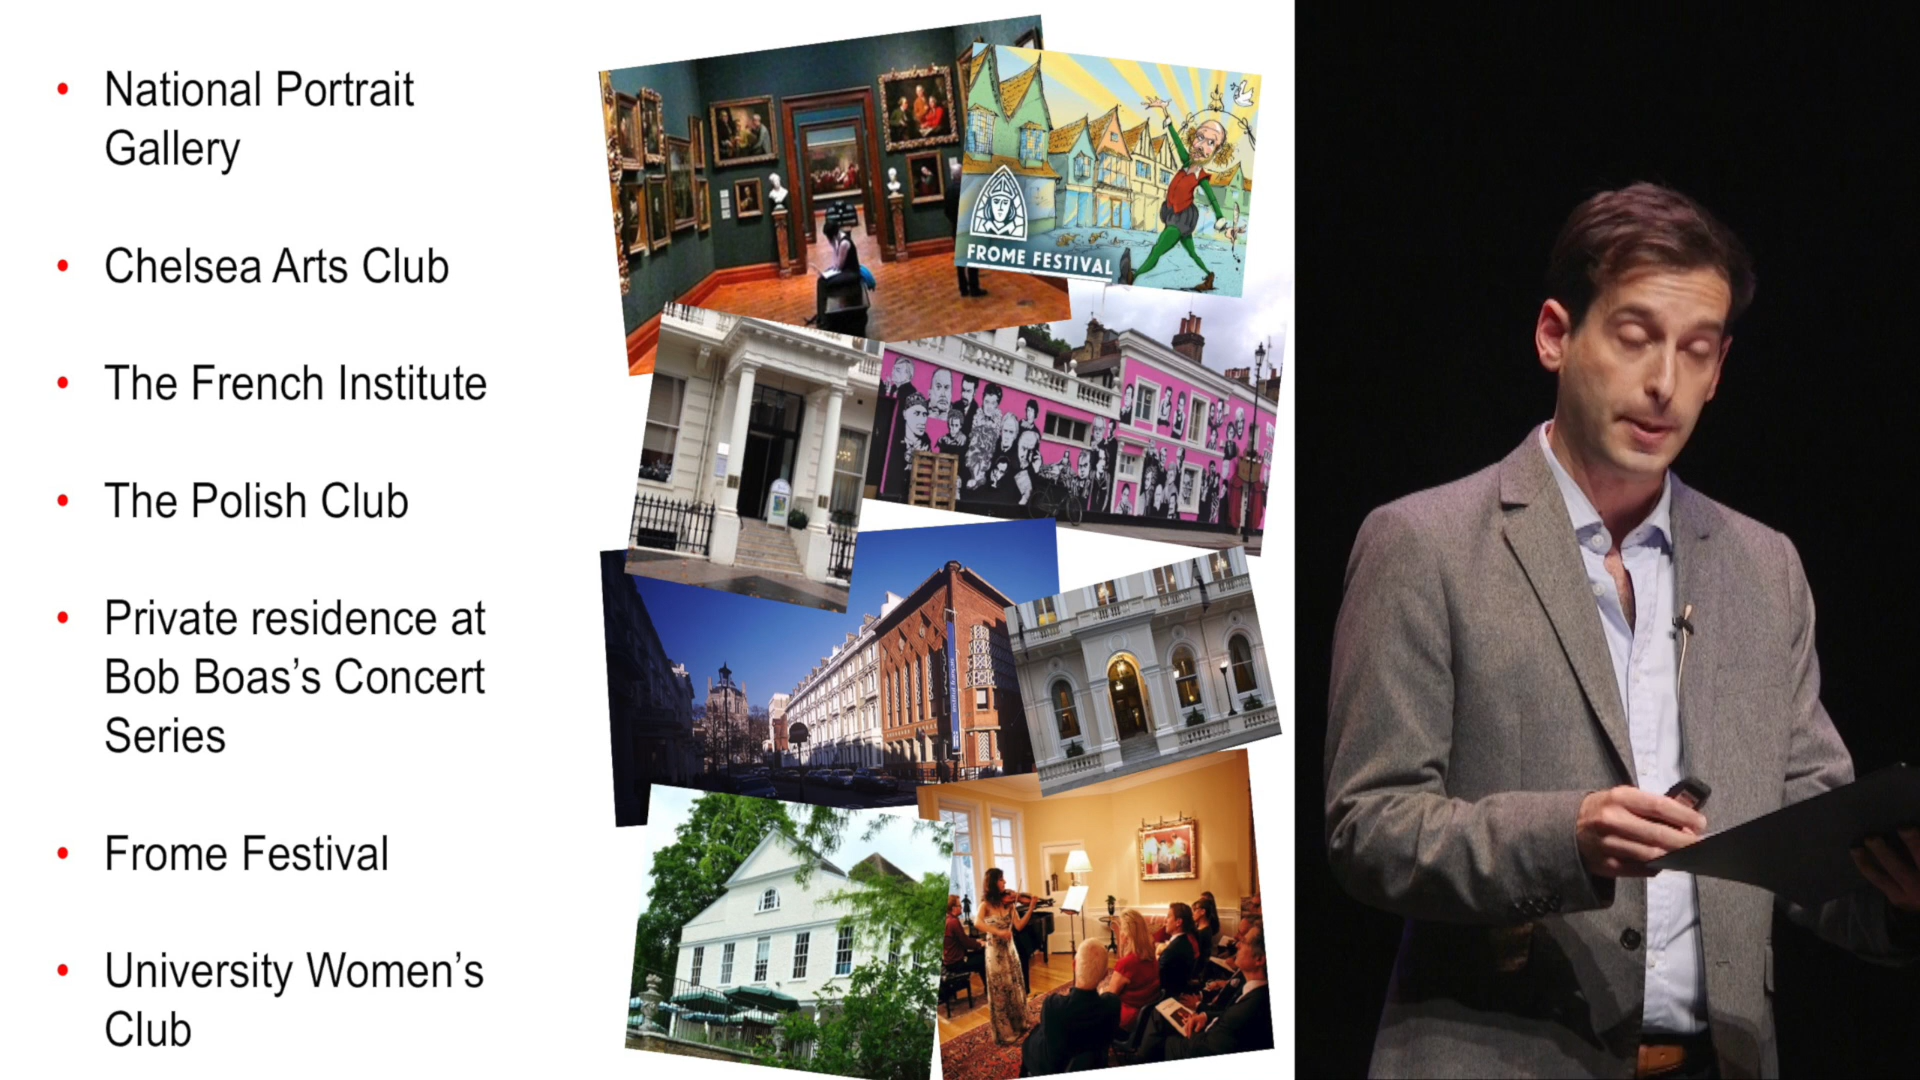 National Portrait
Gallery
Chelsea Arts Club
The French Institute
The Polish Club
Private residence at
Bob Boas’s Concert
Series
Frome Festival
University Women’s
Club
FROME FESTIVAL